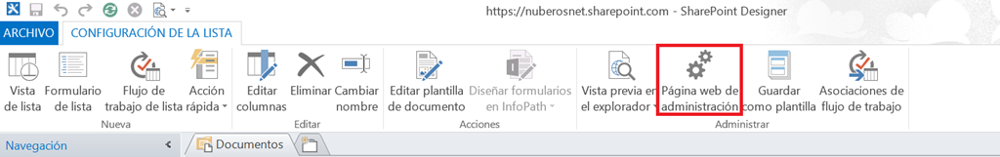 https://nuberosnet.sharepoint.com - SharePoint Designer
ARCHIVO CONFIGURACIÓN DE LA LISTA
Vista de lista
Formulario de lista
Flujo de trabajo de lista
Acción rápida
Nueva
Editar columnas
Eliminar
Cambiar nombre
Editar
Editar plantilla de documento
Diseñar formularios en InfoPath
Acciones
Vista previa en el explorador
Página web de administración
Guardar como plantilla
Asociaciones de flujo de trabajo
Administrar
Navegación
Documentos